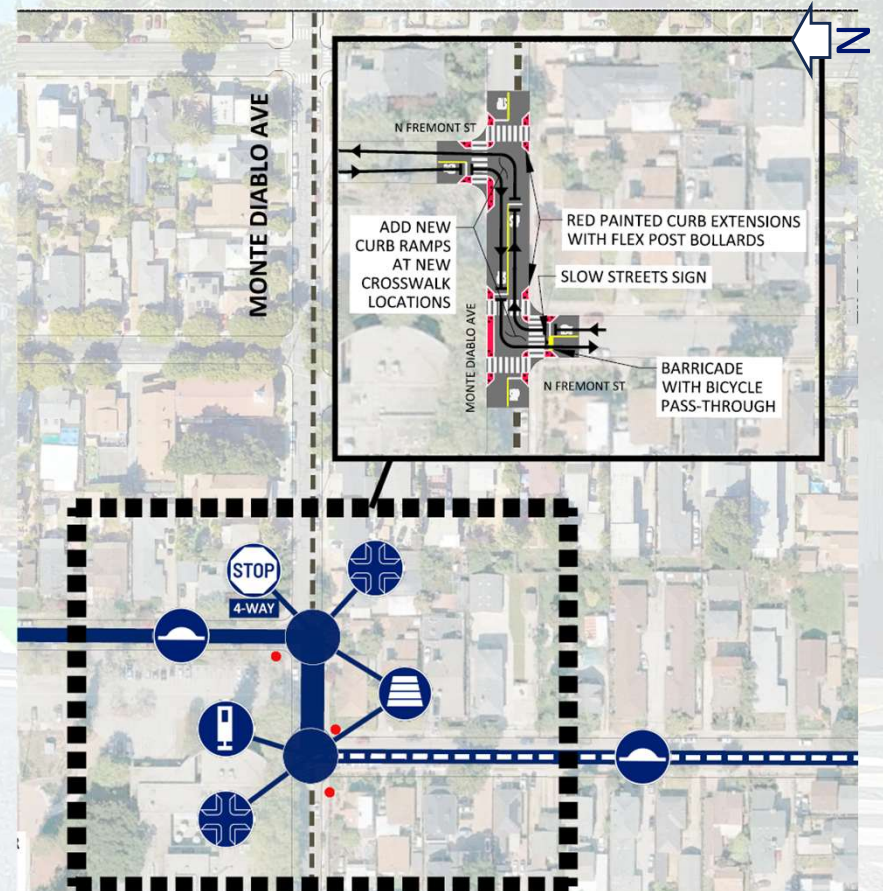 N
MONTE DIABLO AVE
N FREMONT ST
ADD NEW
CURB RAMPS
AT NEW
CROSSWALK
LOCATIONS
RED PAINTED CURB EXTENSIONS
WITH FLEX POST BOLLARDS
SLOW STREETS SIGN
MONTE DIABLO AVE
N FREMONT ST
BARRICADE
WITH BICYCLE
PASS-THROUGH
STOP
4-WAY